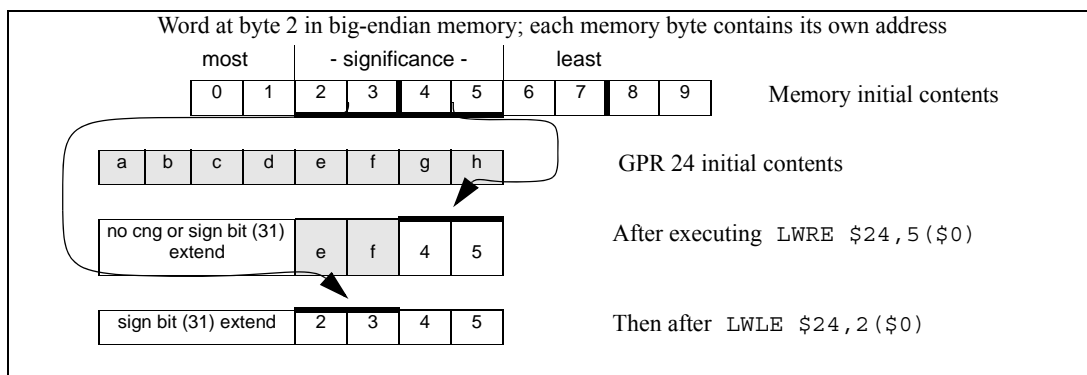 Word at byte 2 in big-endian memory; each memory byte contains its own address
most - significance - least
0 1 2 3 4 5 6 7 8 9 Memory initial contents
a b c d e f g h GPR 24 initial contents
no cng or sign bit (31) extend e f 4 5 After executing LWRE $24,5($0)
sign bit (31) extend 2 3 4 5 Then after LWLE $24,2($0)